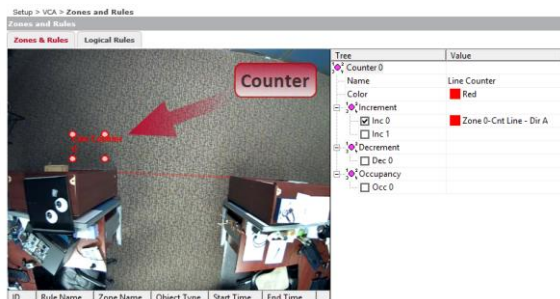 Setup > VCA > Zones and Rules
Zones and Rules
Zones & Rules
Logical Rules
Counter
Tree
Value
Counter 0
Name
Line Counter
Color
Red
Increment
Inc 0
Zone 0-Cnt Line - Dir A
Inc 1
Decrement
Dec 0
Occupancy
Occ 0
ID
Rule Name
Zone Name
Object Type
Start Time
End Time